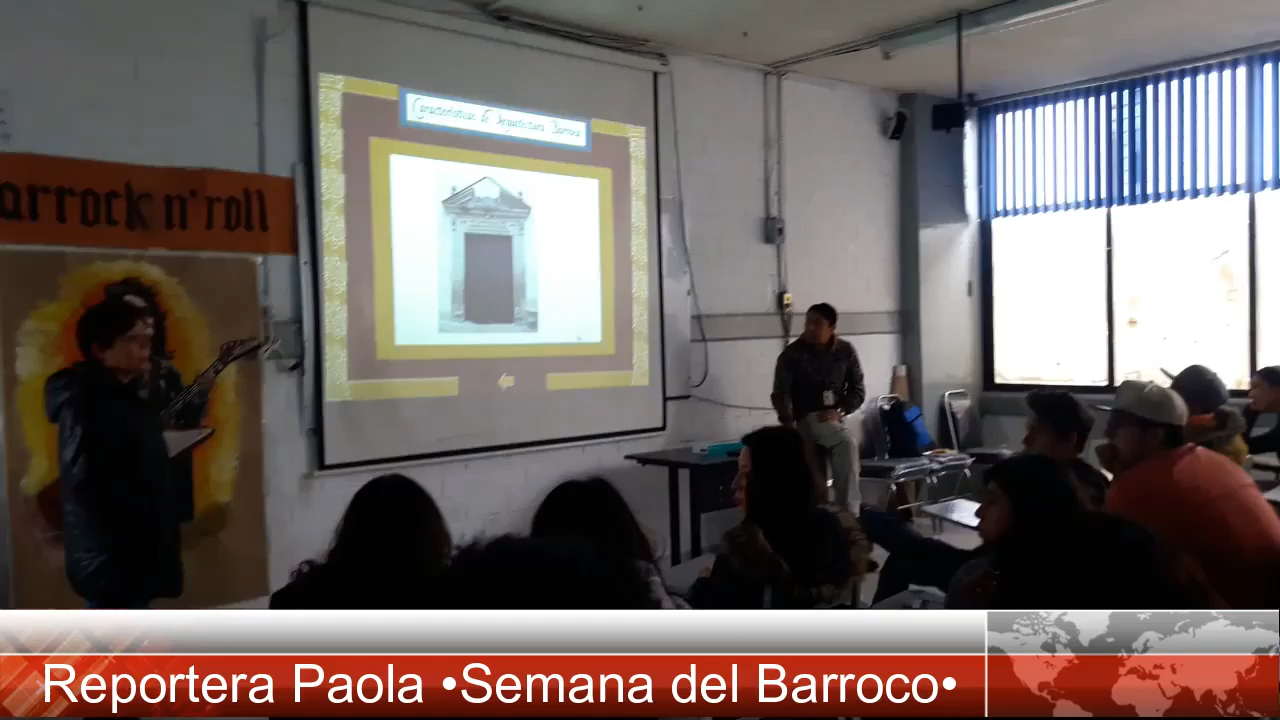 Características de Arquitectura Barroca
arrock n' roll
Reportera Paola •Semana del Barroco•